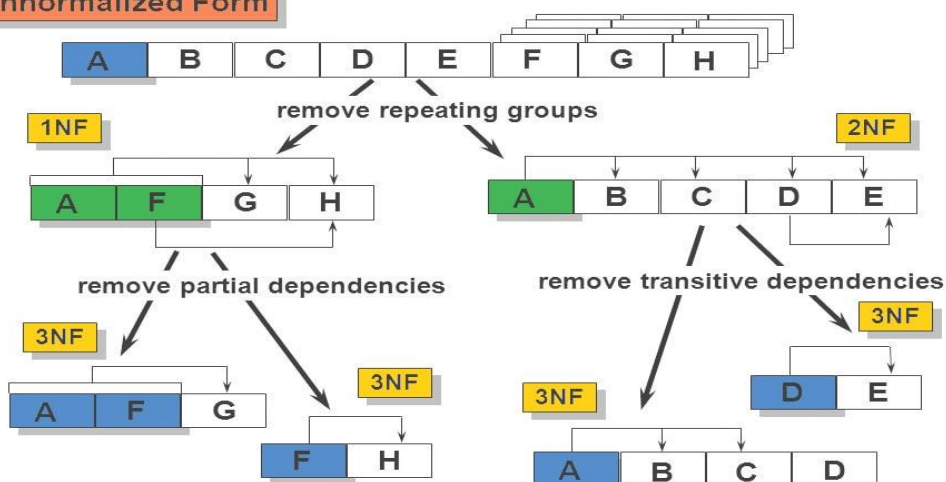 nnormalized Form
A B C D E F G H
remove repeating groups
1NF
2NF
A F G H
A B C D E
remove partial dependencies
remove transitive dependencies
3NF
3NF
3NF
3NF
A F G
D E
F H
A B C D